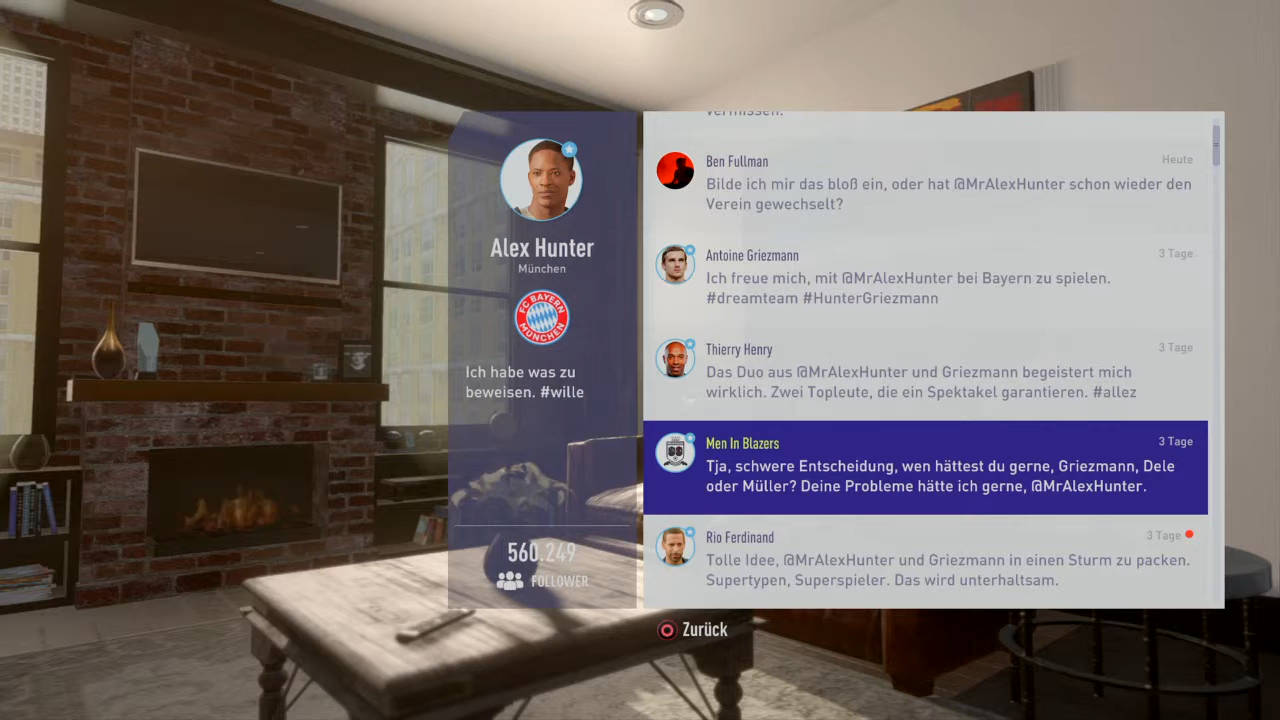 Alex Hunter
München
FC BAYERN
MÜNCHEN
Ich habe was zu
beweisen. #wille
560.249
FOLLOWER
vermissen.
Ben Fullman
Heute
Bilde ich mir das bloß ein, oder hat @MrAlexHunter schon wieder den
Verein gewechselt?
Antoine Griezmann
3 Tage
Ich freue mich, mit @MrAlexHunter bei Bayern zu spielen.
#dreamteam #HunterGriezmann
Thierry Henry
3 Tage
Das Duo aus @MrAlexHunter und Griezmann begeistert mich
wirklich. Zwei Topleute, die ein Spektakel garantieren. #allez
Men In Blazers
3 Tage
Tja, schwere Entscheidung, wen hättest du gerne, Griezmann, Dele
oder Müller? Deine Probleme hätte ich gerne, @MrAlexHunter.
Rio Ferdinand
3 Tage
Tolle Idee, @MrAlexHunter und Griezmann in einen Sturm zu packen.
Supertypen, Superspieler. Das wird unterhaltsam.
Zurück